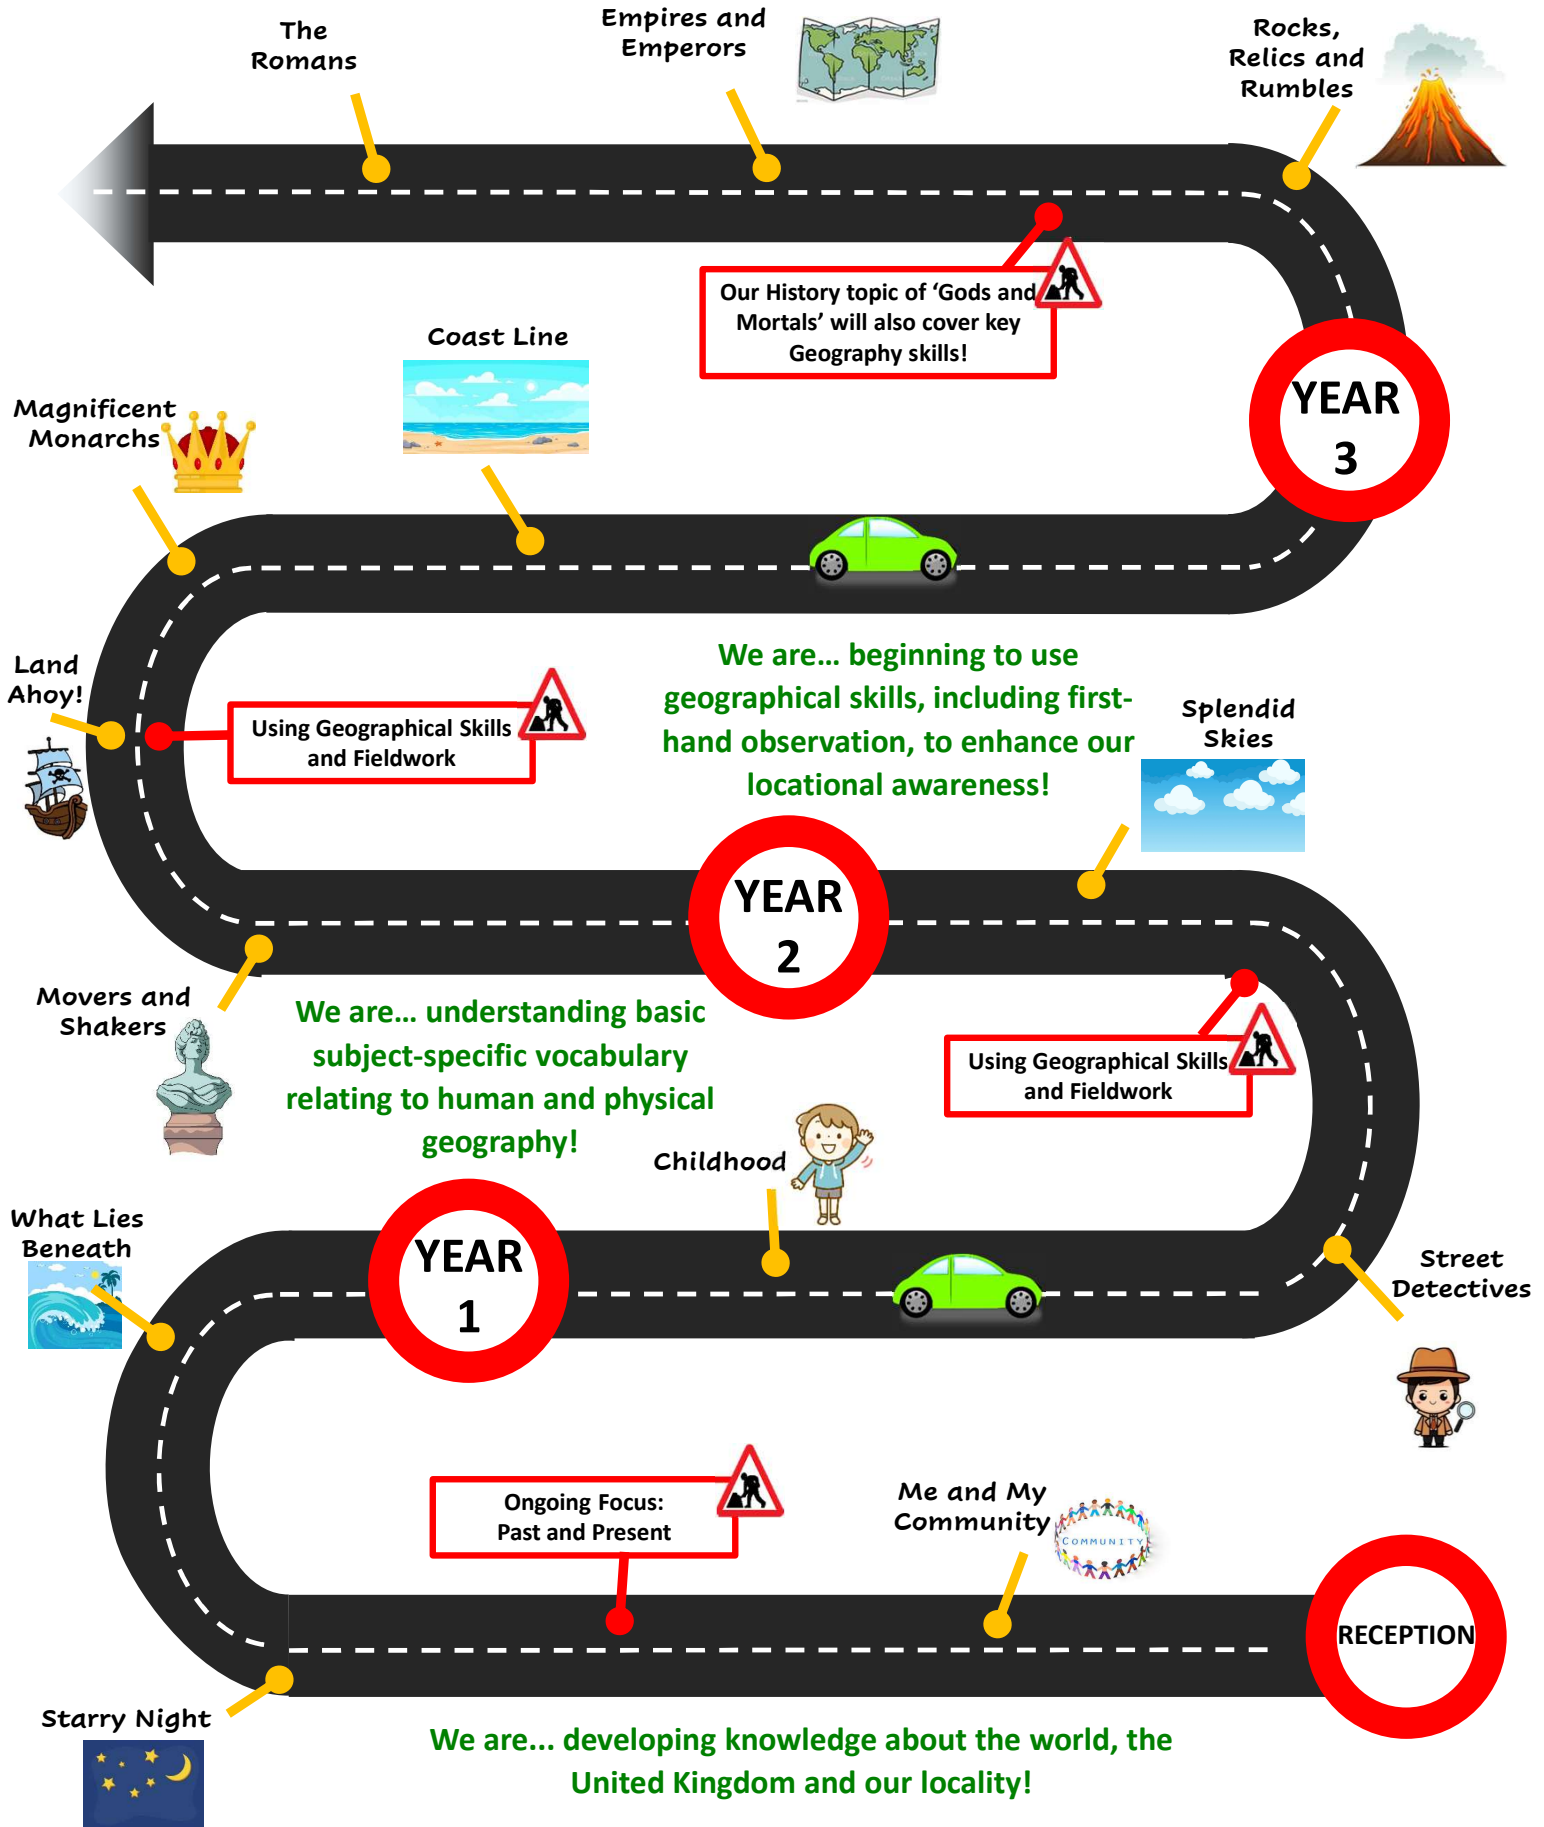 The
Romans
Empires and
Emperors
Rocks,
Relics and
Rumbles
Our History topic of ‘Gods and
Mortals’ will also cover key
Geography skills!
YEAR
3
Coast Line
Magnificent
Monarchs
Land
Ahoy!
Using Geographical Skills
and Fieldwork
We are... beginning to use
geographical skills, including first-
hand observation, to enhance our
locational awareness!
Splendid
Skies
YEAR
2
Movers and
Shakers
We are... understanding basic
subject-specific vocabulary
relating to human and physical
geography!
Using Geographical Skills
and Fieldwork
Childhood
What Lies
Beneath
YEAR
1
Street
Detectives
Ongoing Focus:
Past and Present
Me and My
Community
COMMUNITY
RECEPTION
Starry Night
We are... developing knowledge about the world, the
United Kingdom and our locality!